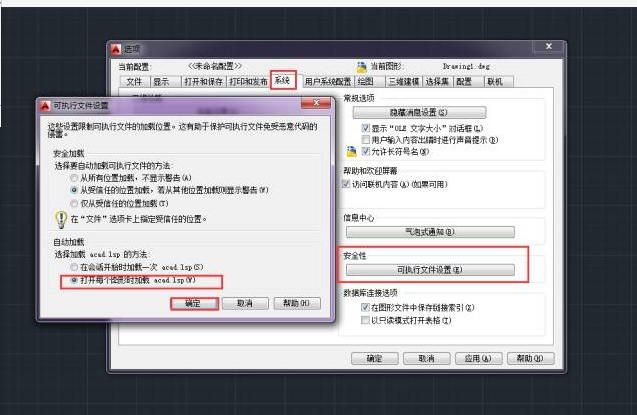 选项
当前配置: <<未命名配置>> 当前图形: Drawing1.dwg
文件 显示 打开和保存 打印和发布 系统 用户系统配置 绘图 三维建模 选择集 配置 联机
常规选项
隐藏消息设置(S)
显示“OLE 文字大小”对话框(L)
用户输入内容出错时进行声音提示(B)
允许长符号名(N)
帮助和欢迎屏幕
访问联机内容(A)(如果可用)
信息中心
气泡式通知(B)
安全性
可执行文件设置(E)
数据库连接选项
在图形文件中保存链接索引(X)
以只读模式打开表格(T)
确定 取消 应用(A) 帮助(H)
可执行文件设置
这些设置限制可执行文件的加载位置。这有助于保护可执行文件免受恶意代码的
侵害。
安全加载
选择要自动加载可执行文件的方法:
从所有位置加载，不显示警告(A)
从受信任的位置加载，若从其他位置加载则显示警告(W)
仅从受信任的位置加载(T)
在“文件”选项卡上指定受信任的位置。
自动加载
选择加载 acad.lsp 的方法:
在会话开始时加载一次 acad.lsp(S)
打开每个图形时加载 acad.lsp(V)
确定 取消 帮助(H)